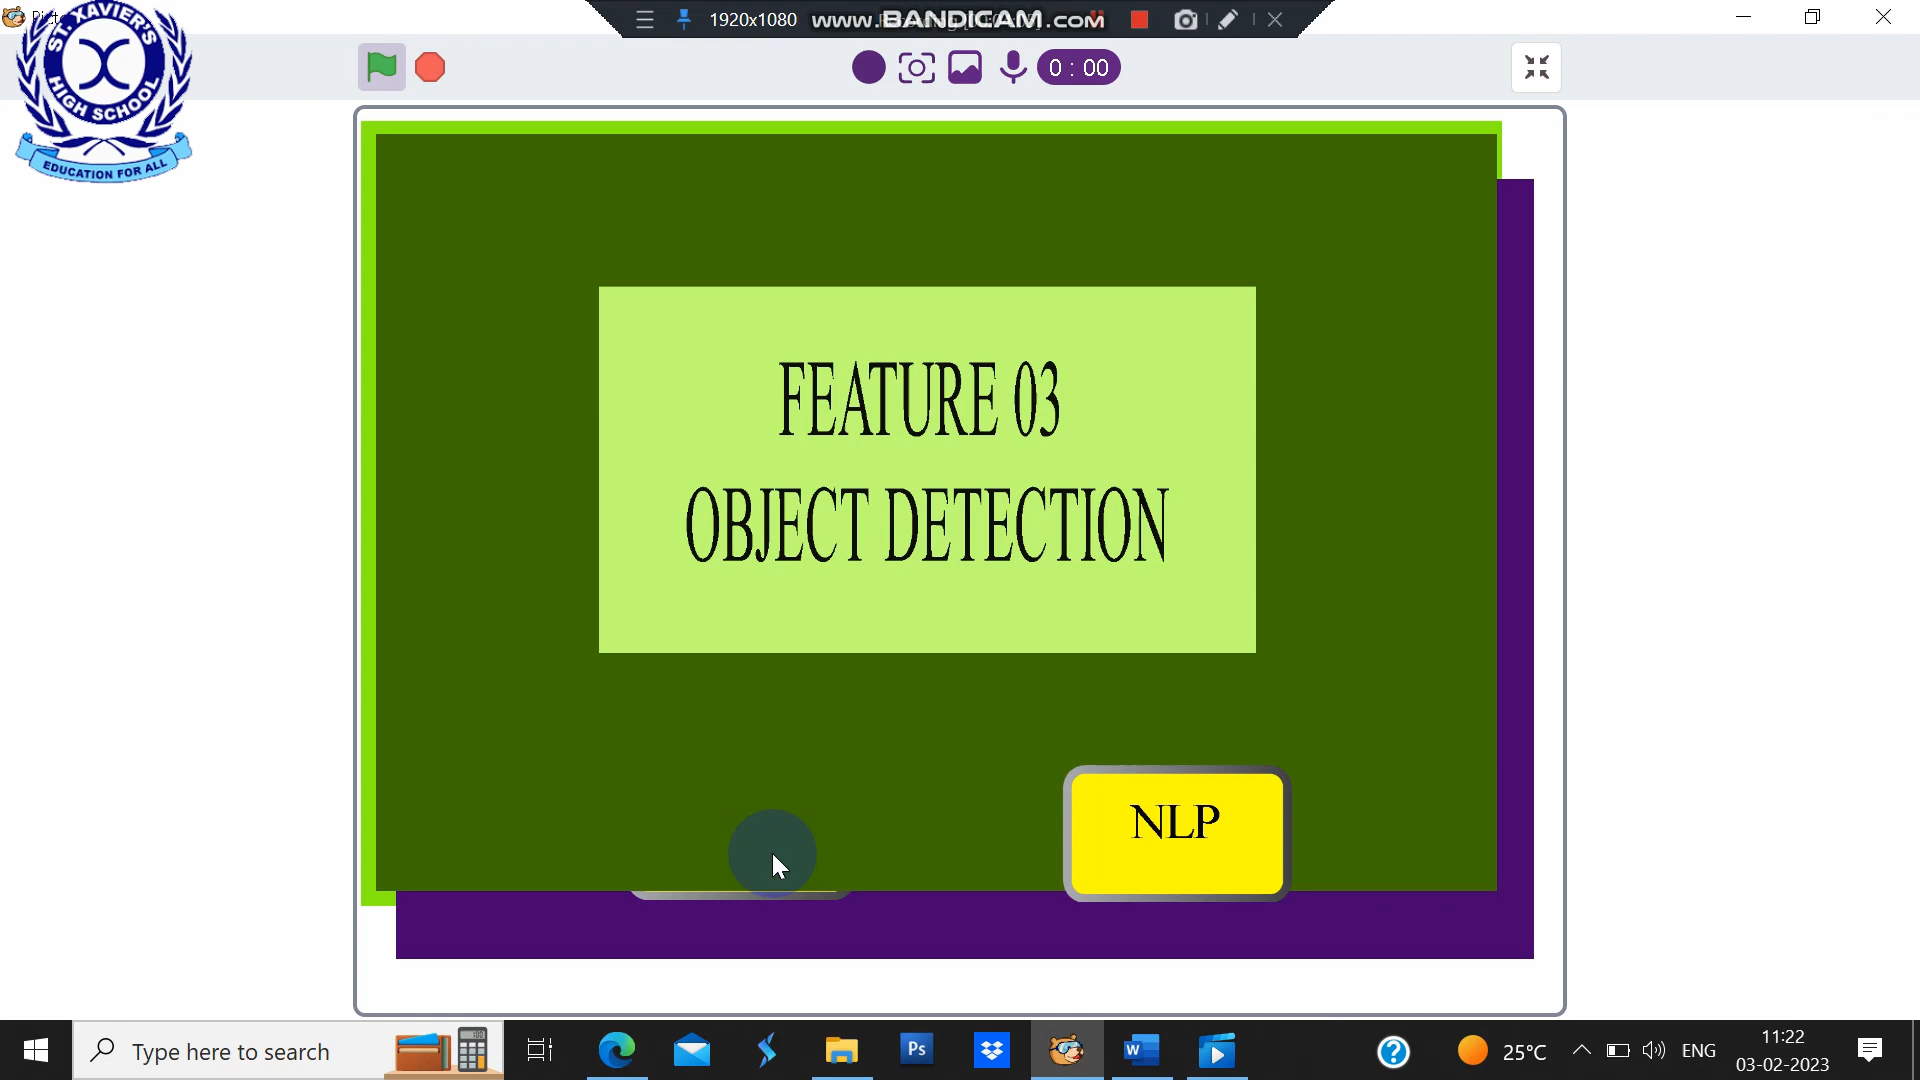 1920x1080
www.BANDICAM.com
ST. XAVIER'S
HIGH SCHOOL
EDUCATION FOR ALL
0 : 00
FEATURE 03
OBJECT DETECTION
NLP
Type here to search
Ps
W
25°C
ENG
11:22
03-02-2023